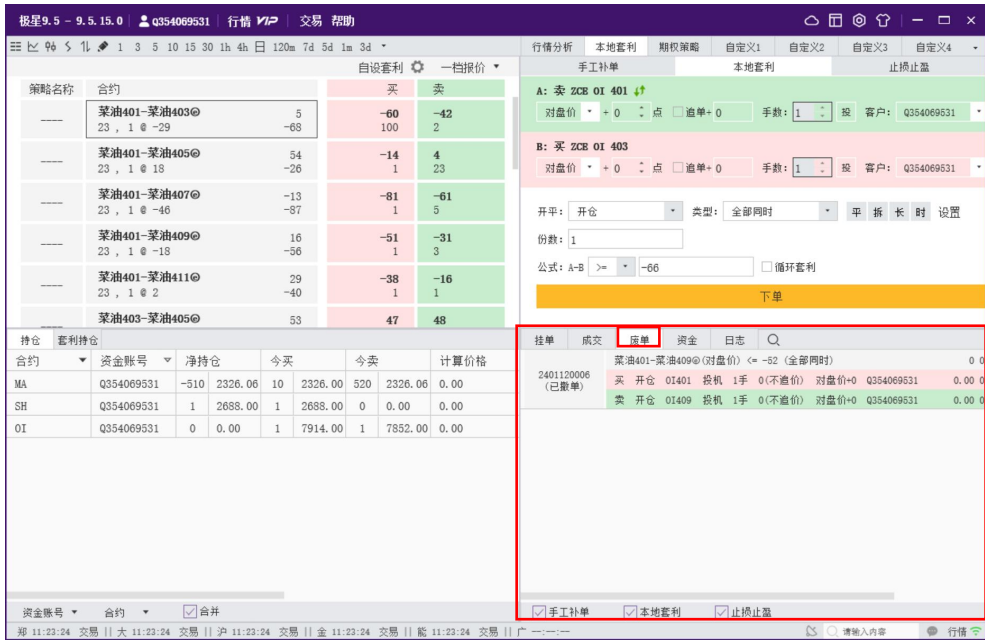 极星9.5 - 9.5.15.0 Q354069531 行情 VIP 交易 帮助
1 3 5 10 15 30 1h 4h 日 120m 7d 5d 1m 3d
行情分析 本地套利 期权策略 自定义1 自定义2 自定义3 自定义4
自设套利 一档报价
手工补单 本地套利 止损止盈
策略名称 合约 买 卖
---- 菜油401-菜油403 5 -60 -42
23 , 1 @ -29 -68 100 2
---- 菜油401-菜油405 54 -14 4
23 , 1 @ 18 -26 1 23
---- 菜油401-菜油407 -13 -81 -61
23 , 1 @ -46 -87 1 5
---- 菜油401-菜油409 16 -51 -31
23 , 1 @ -18 -56 1 3
---- 菜油401-菜油411 29 -38 -16
23 , 1 @ 2 -40 1 1
菜油403-菜油405 53 47 48
A: 卖 ZCE OI 401
对盘价 + 0 点 追单+ 0 手数: 1 投 客户: Q354069531
B: 买 ZCE OI 403
对盘价 + 0 点 追单+ 0 手数: 1 投 客户: Q354069531
开平: 开仓 类型: 全部同时 平 拆 长 时 设置
份数: 1
公式: A-B >= -66 循环套利
下单
持仓 套利持仓
合约 资金账号 净持仓 今买 今卖 计算价格
MA Q354069531 -510 2326.06 10 2326.00 520 2326.06 0.00
SH Q354069531 1 2688.00 1 2688.00 0 0.00 0.00
OI Q354069531 0 0.00 1 7914.00 1 7852.00 0.00
资金账号 合约 合并
挂单 成交 废单 资金 日志
菜油401-菜油409(对盘价) <= -52 (全部同时) 0 0
2401120006
(已撤单)
买 开仓 OI401 投机 1手 0(不追价) 对盘价+0 Q354069531 0.00 0
卖 开仓 OI409 投机 1手 0(不追价) 对盘价+0 Q354069531 0.00 0
手工补单 本地套利 止损止盈
郑 11:23:24 交易 || 大 11:23:24 交易 || 沪 11:23:24 交易 || 金 11:23:24 交易 || 能 11:23:24 交易 || 广 --:--:-- 请输入内容 行情